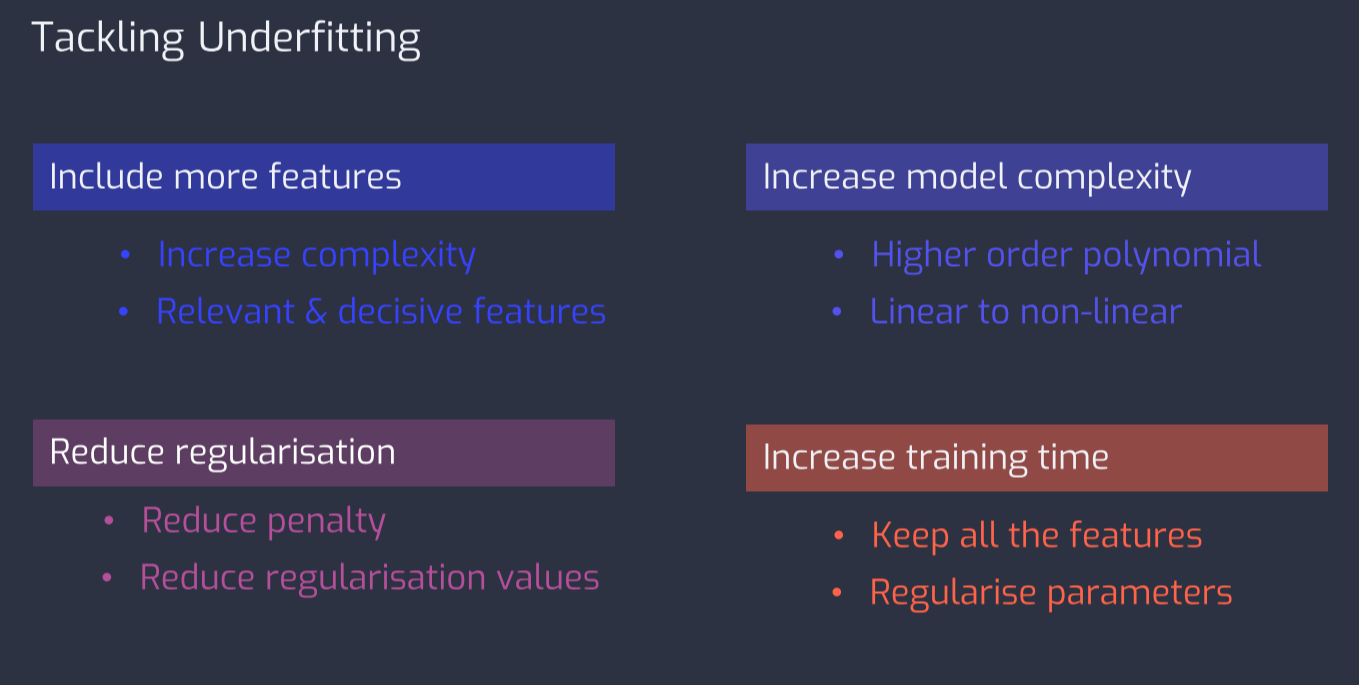 Tackling Underfitting
Include more features
• Increase complexity
• Relevant & decisive features
Increase model complexity
• Higher order polynomial
• Linear to non-linear
Reduce regularisation
• Reduce penalty
• Reduce regularisation values
Increase training time
• Keep all the features
• Regularise parameters